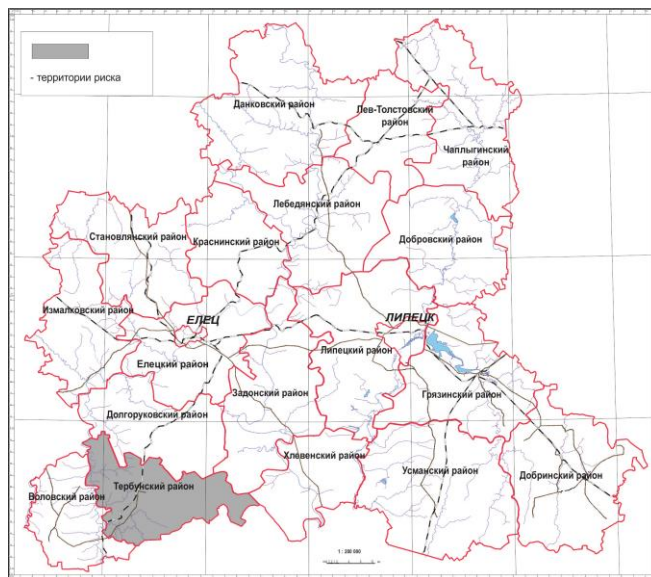 - территории риска
Данковский район
Лев-Толстовский
район
Чаплыгинский
район
Лебедянский район
Становлянский район
Краснинский район
Добровский район
Измалковский район
ЕЛЕЦ
ЛИПЕЦК
Елецкий район
Липецкий район
Задонский район
Грязинский район
Долгоруковский район
Хлевенский район
Усманский район
Добринский район
Тербунский район
Воловский район